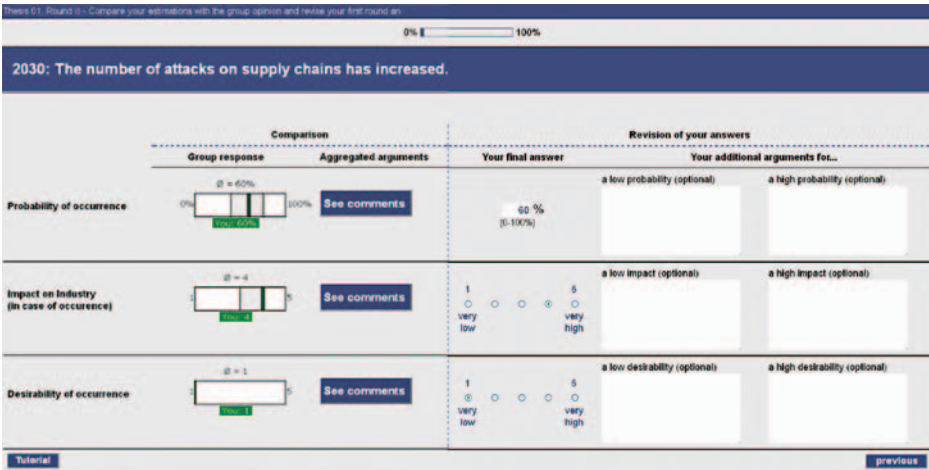 Thesis 01, Round II - Compare your estimations with the group opinion and revise your first round an
0% 100%
2030: The number of attacks on supply chains has increased.
Comparison Revision of your answers
Group response Aggregated arguments Your final answer Your additional arguments for...
Probability of occurrence
Ø = 60%
0% 100%
You: 60%
See comments
60 %
[0-100%]
a low probability (optional) a high probability (optional)
Impact on Industry
(in case of occurence)
Ø = 4
1 5
You: 4
See comments
1 5
very very
low high
a low impact (optional) a high impact (optional)
Desirability of occurrence
Ø = 1
1 5
You: 1
See comments
1 5
very very
low high
a low desirability (optional) a high desirability (optional)
Tutorial previous